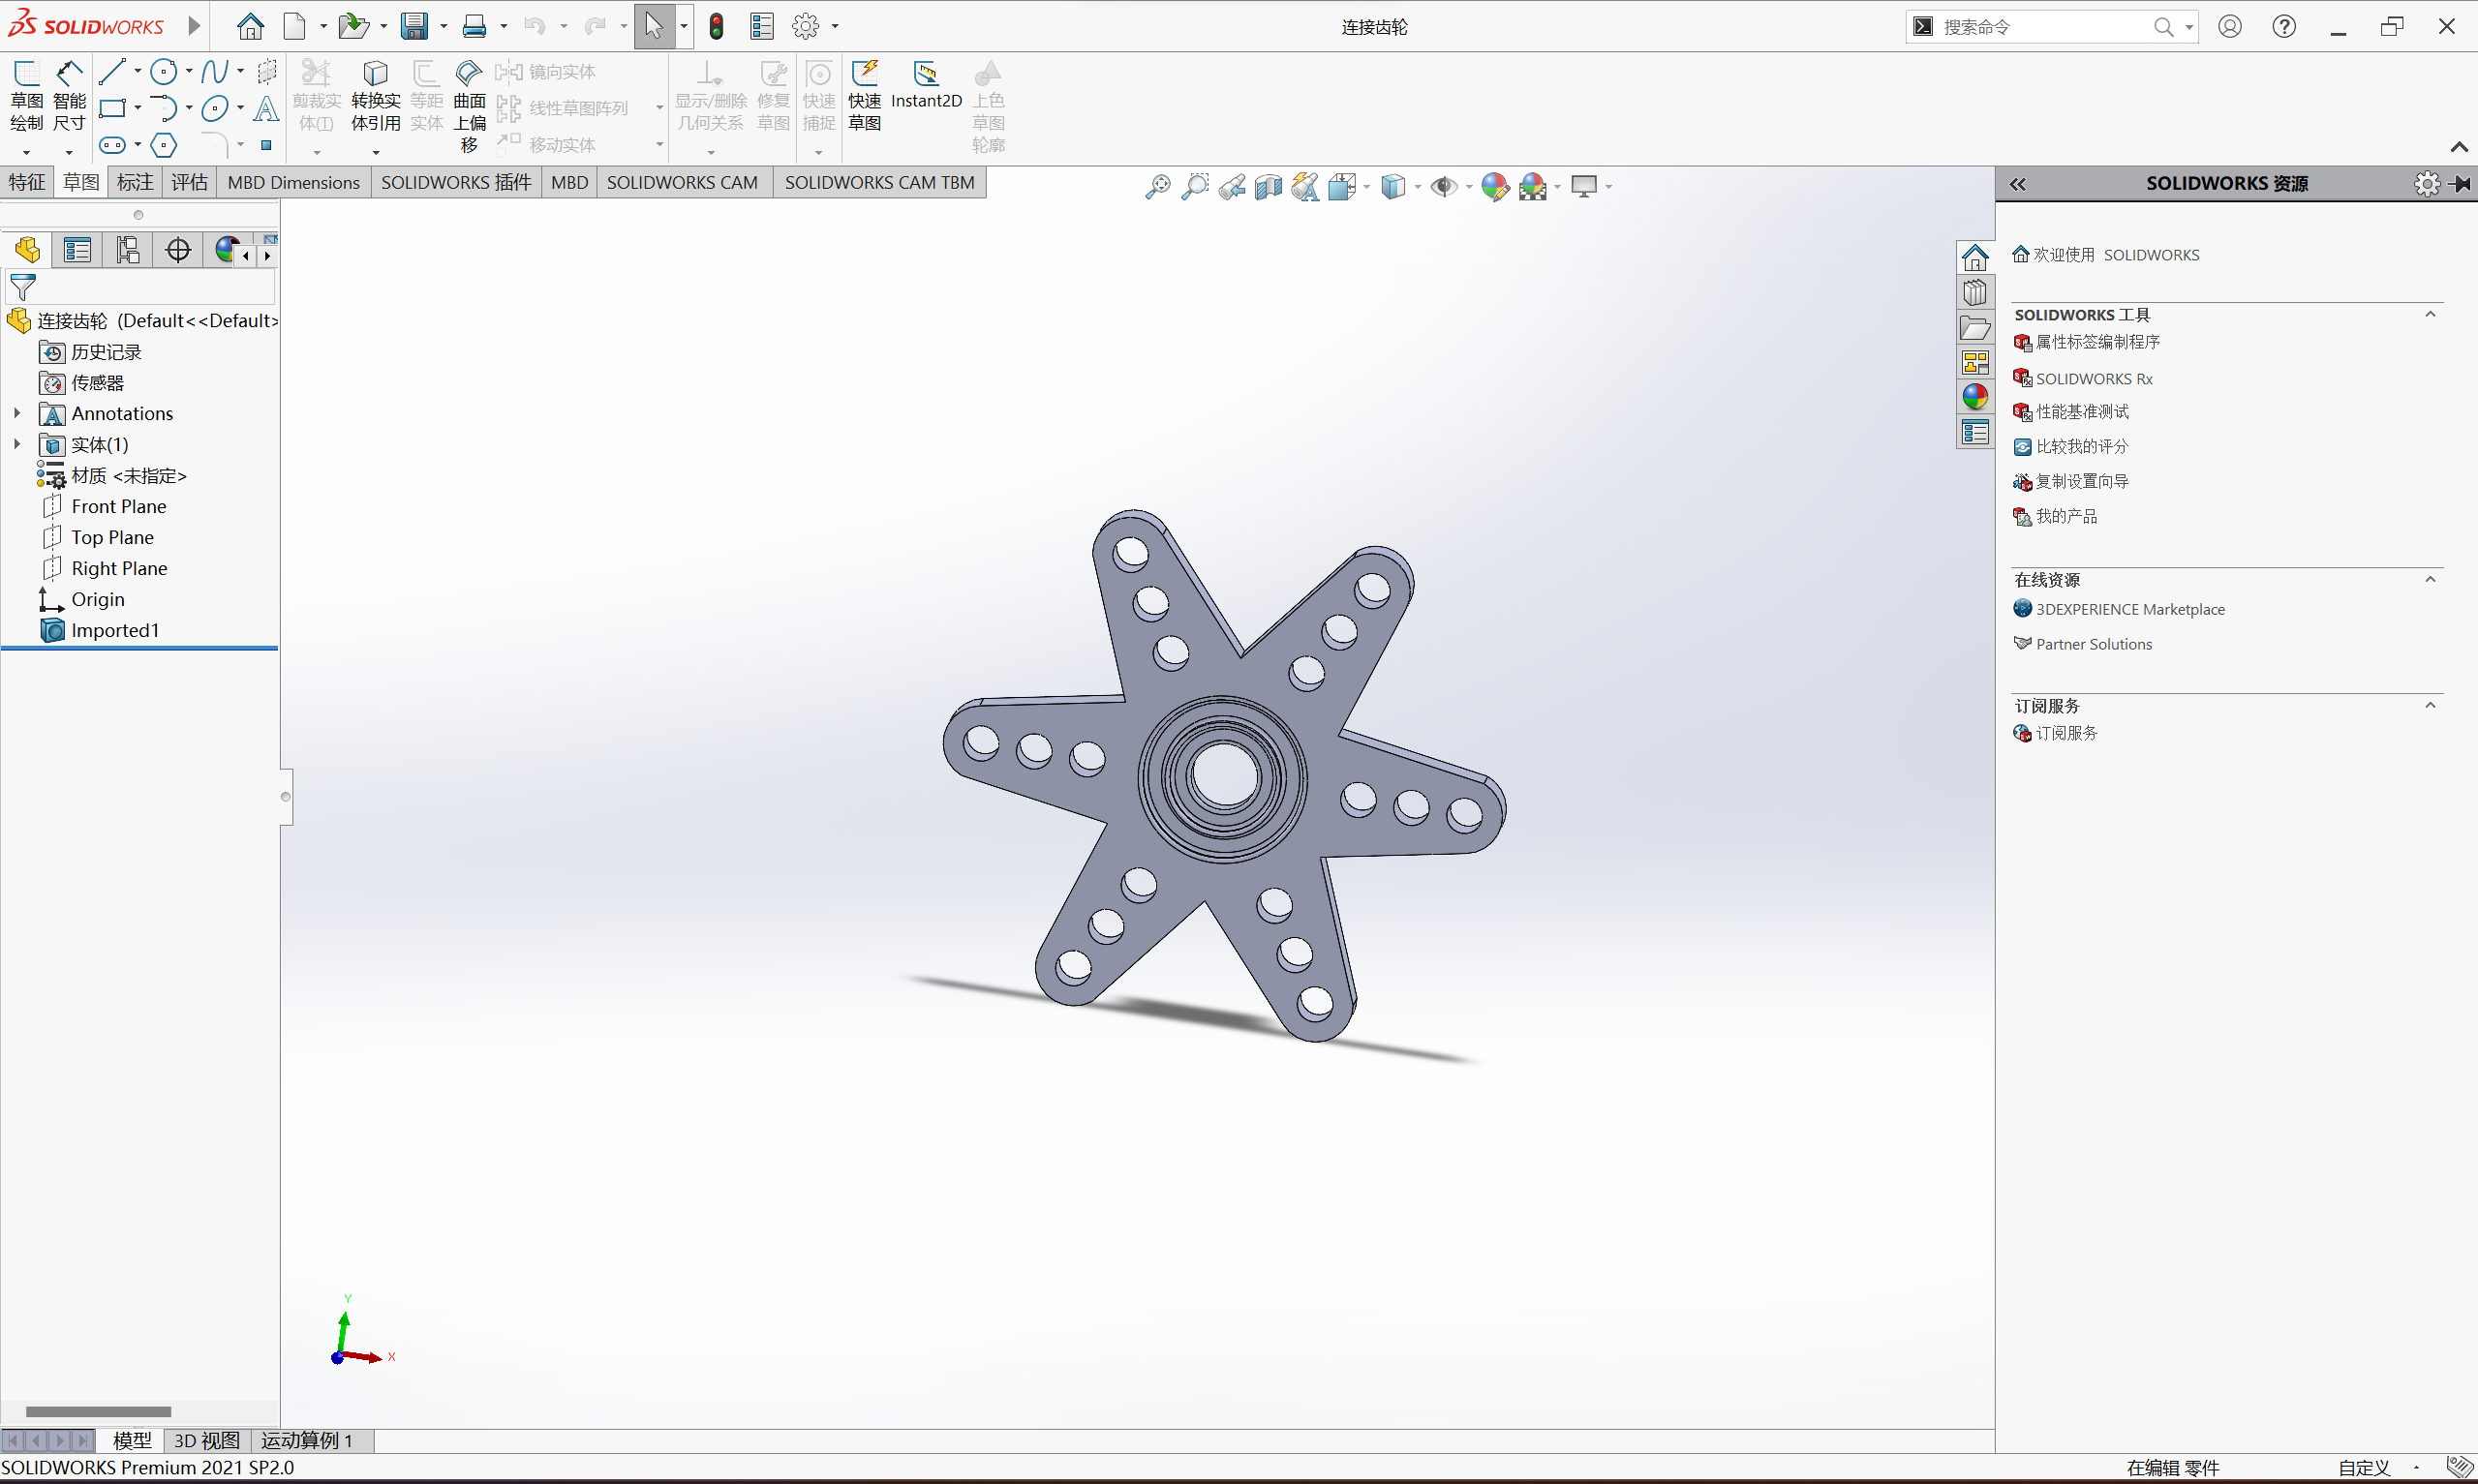 SOLIDWORKS
连接齿轮
搜索命令
草图绘制
智能尺寸
剪裁实体(T)
转换实体引用
等距实体
曲面上偏移
镜向实体
线性草图阵列
移动实体
显示/删除几何关系
修复草图
快速捕捉
快速草图
Instant2D
上色草图轮廓
特征 草图 标注 评估 MBD Dimensions SOLIDWORKS 插件 MBD SOLIDWORKS CAM SOLIDWORKS CAM TBM
连接齿轮 (Default<<Default>
历史记录
传感器
Annotations
实体(1)
材质 <未指定>
Front Plane
Top Plane
Right Plane
Origin
Imported1
Y
X
SOLIDWORKS 资源
欢迎使用 SOLIDWORKS
SOLIDWORKS 工具
属性标签编制程序
SOLIDWORKS Rx
性能基准测试
比较我的评分
复制设置向导
我的产品
在线资源
3DEXPERIENCE Marketplace
Partner Solutions
订阅服务
订阅服务
模型 3D 视图 运动算例 1
SOLIDWORKS Premium 2021 SP2.0
在编辑 零件
自定义